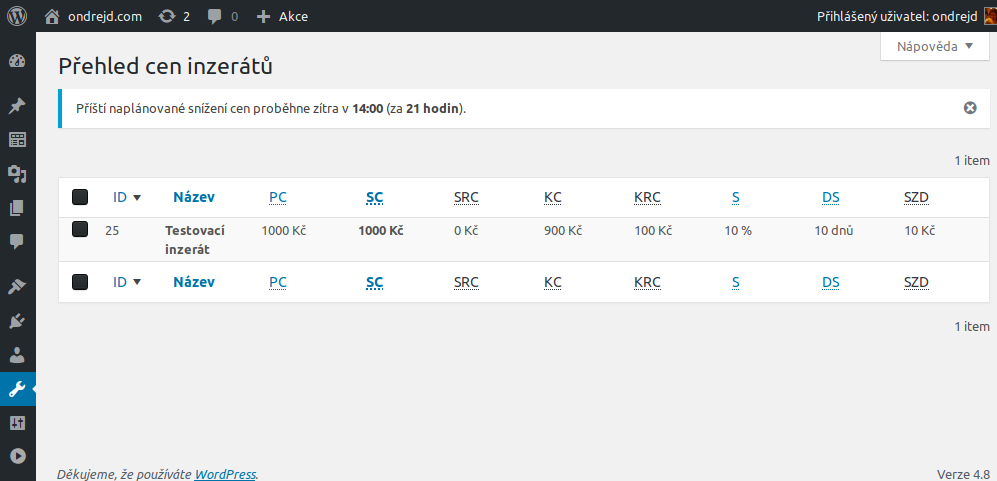 ondrejd.com 2 0 Akce Přihlášený uživatel: ondrejd
Nápověda
Přehled cen inzerátů
Příští naplánované snížení cen proběhne zítra v 14:00 (za 21 hodin).
1 item
ID Název PC SC SRC KC KRC S DS SZD
25 Testovací inzerát 1000 Kč 1000 Kč 0 Kč 900 Kč 100 Kč 10 % 10 dnů 10 Kč
ID Název PC SC SRC KC KRC S DS SZD
1 item
Děkujeme, že používáte WordPress. Verze 4.8